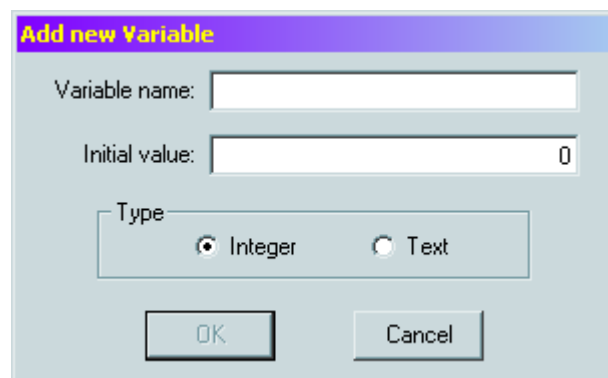 Add new Variable
Variable name:
Initial value: 0
Type
Integer Text
OK Cancel